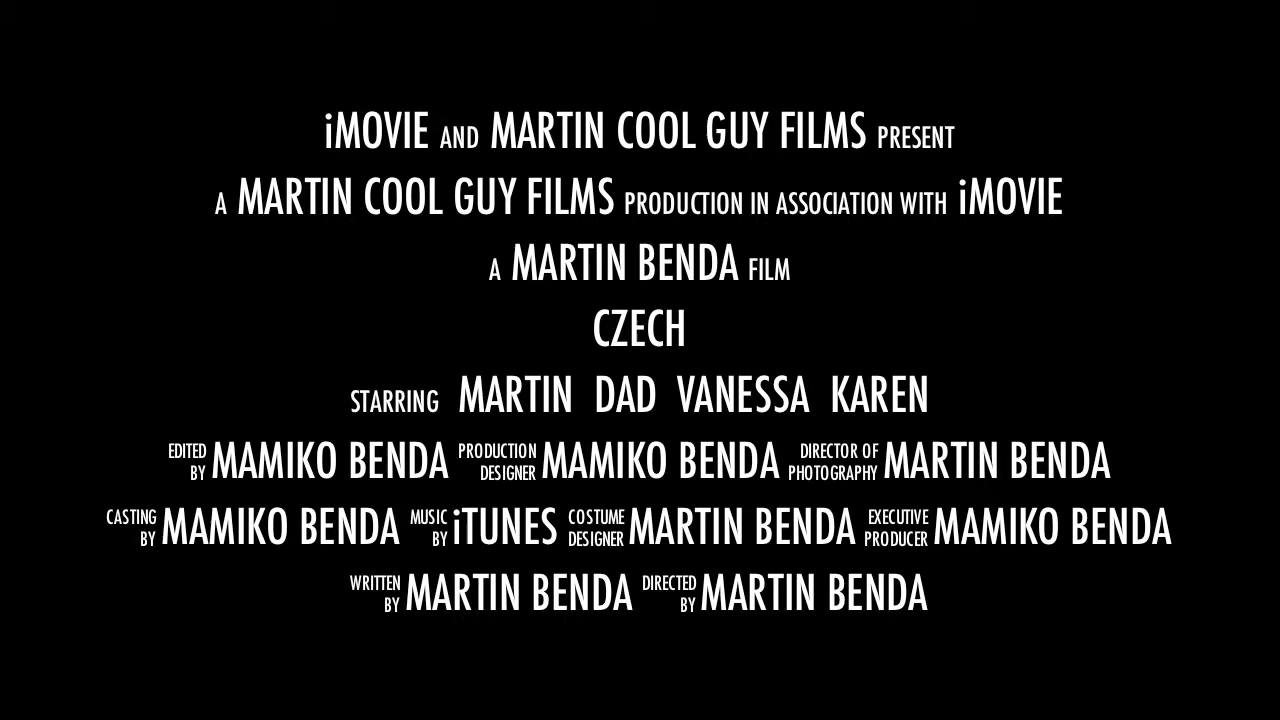 iMOVIE AND MARTIN COOL GUY FILMS PRESENT
A MARTIN COOL GUY FILMS PRODUCTION IN ASSOCIATION WITH iMOVIE
A MARTIN BENDA FILM
CZECH
STARRING MARTIN DAD VANESSA KAREN
EDITED BY MAMIKO BENDA PRODUCTION DESIGNER MAMIKO BENDA DIRECTOR OF PHOTOGRAPHY MARTIN BENDA
CASTING BY MAMIKO BENDA MUSIC BY iTUNES COSTUME DESIGNER MARTIN BENDA EXECUTIVE PRODUCER MAMIKO BENDA
WRITTEN BY MARTIN BENDA DIRECTED BY MARTIN BENDA